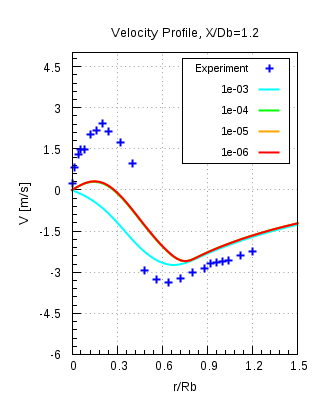 Velocity Profile, X/Db=1.2
Experiment
1e-03
1e-04
1e-05
1e-06
4.5
3
1.5
0
-1.5
-3
-4.5
-6
V [m/s]
0 0.3 0.6 0.9 1.2 1.5
r/Rb